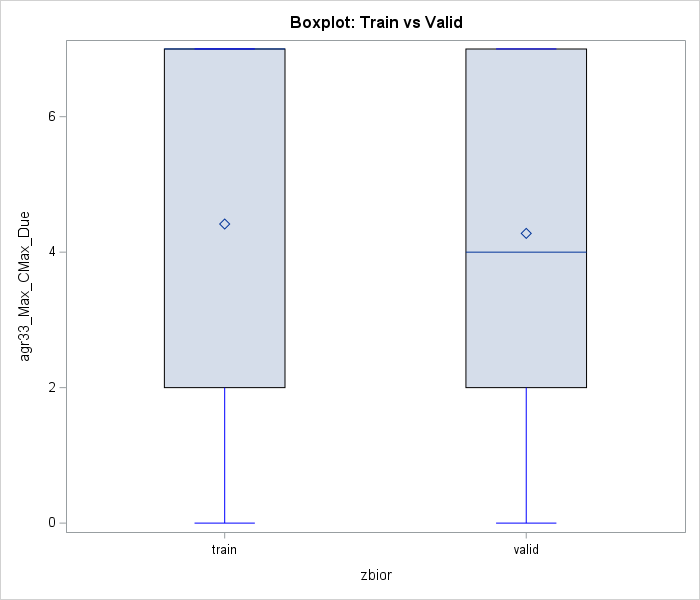 Boxplot: Train vs Valid
agr33_Max_CMax_Due
6
4
2
0
train
valid
zbior